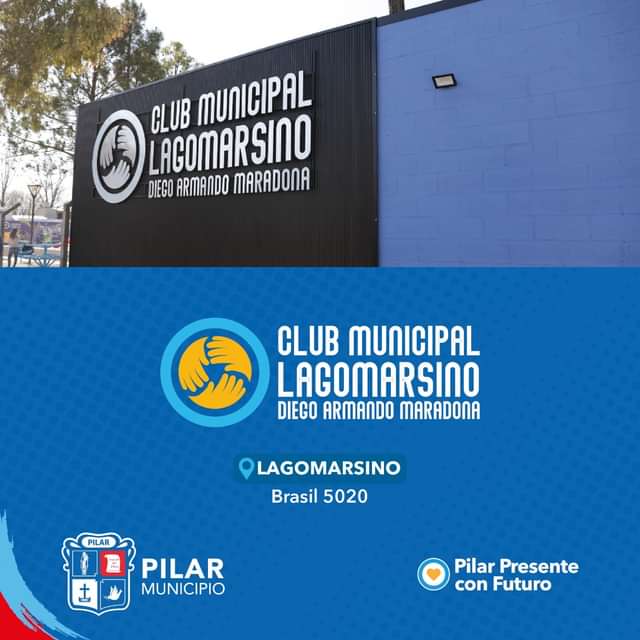 CLUB MUNICIPAL
LAGOMARSINO
DIEGO ARMANDO MARADONA
CLUB MUNICIPAL
LAGOMARSINO
DIEGO ARMANDO MARADONA
LAGOMARSINO
Brasil 5020
PILAR
PILAR
MUNICIPIO
Pilar Presente
con Futuro